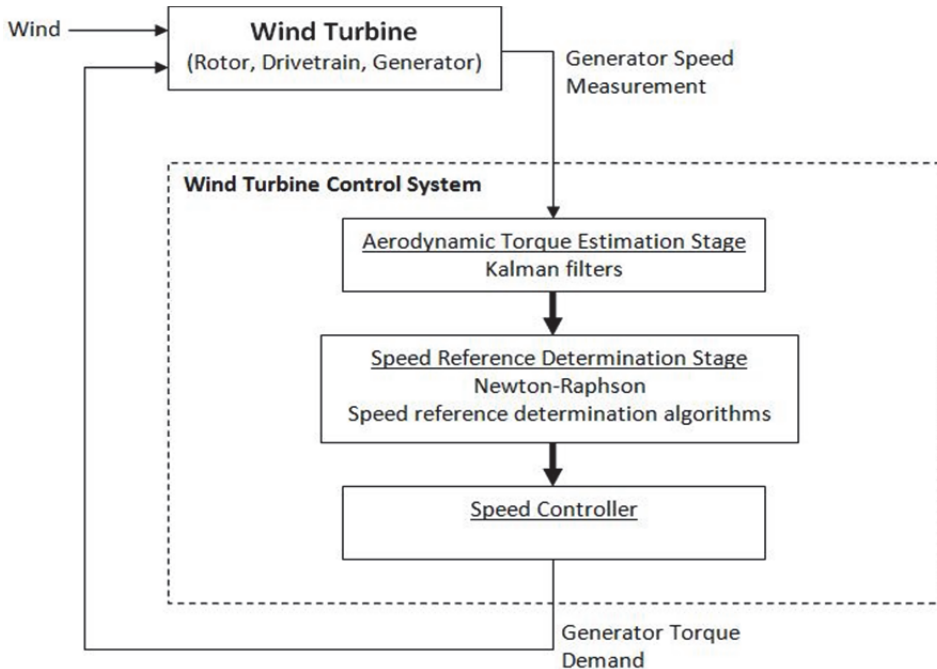 Wind
Wind Turbine
(Rotor, Drivetrain, Generator)
Generator Speed
Measurement
Wind Turbine Control System
Aerodynamic Torque Estimation Stage
Kalman filters
Speed Reference Determination Stage
Newton-Raphson
Speed reference determination algorithms
Speed Controller
Generator Torque
Demand